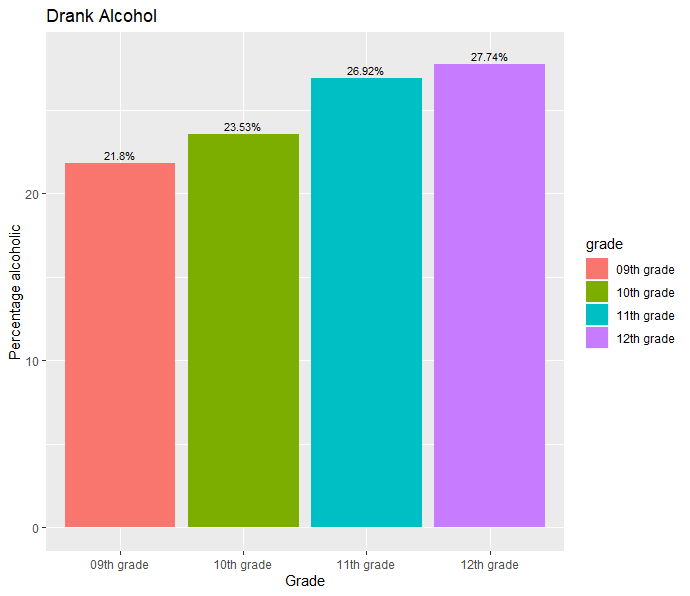 Drank Alcohol
27.74%
26.92%
23.53%
21.8%
20
10
0
Percentage alcoholic
09th grade 10th grade 11th grade 12th grade
Grade
grade
09th grade
10th grade
11th grade
12th grade